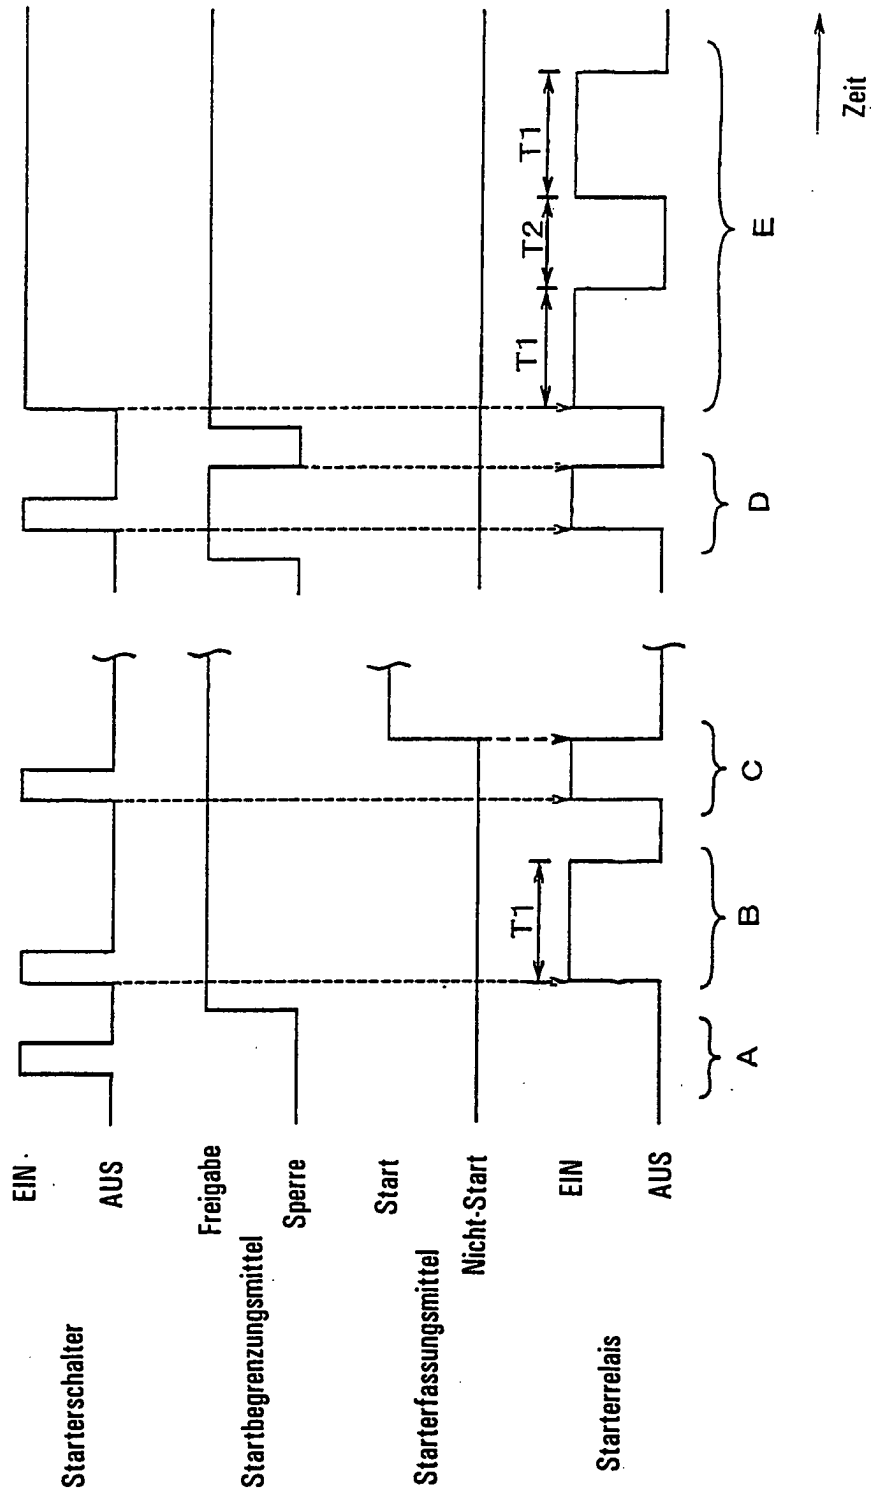 Starterschalter
EIN
AUS
Startbegrenzungsmittel
Freigabe
Sperre
Starterfassungsmittel
Start
Nicht-Start
Starterrelais
EIN
AUS
T1
T1
T2
T1
A
B
C
D
E
Zeit